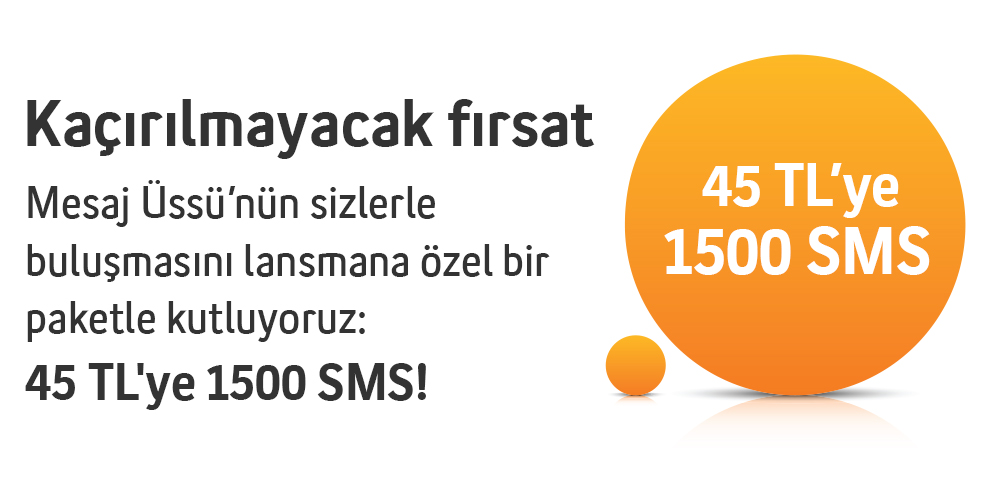 Kaçırılmayacak fırsat
Mesaj Üssü’nün sizlerle
buluşmasını lansmana özel bir
paketle kutluyoruz:
45 TL'ye 1500 SMS!
45 TL’ye
1500 SMS